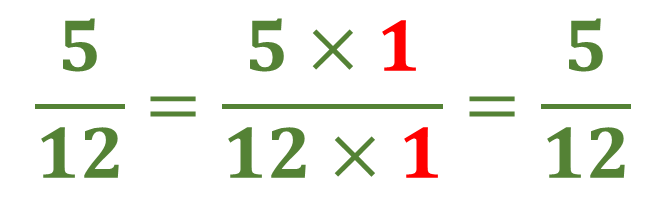 5/12 = 5 × 1/12 × 1 = 5/12